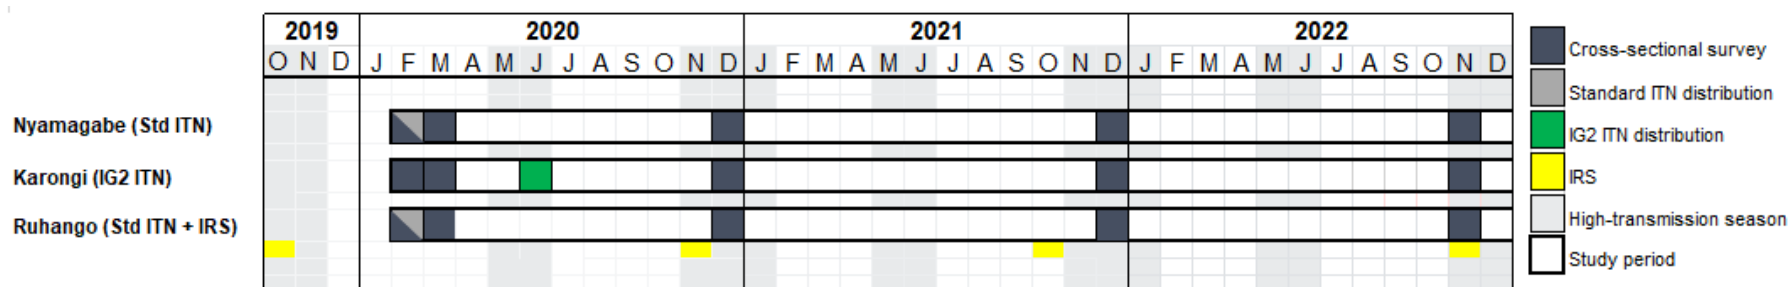 2019 2020 2021 2022
O N D J F M A M J J A S O N D J F M A M J J A S O N D J F M A M J J A S O N D
Nyamagabe (Std ITN)
Karongi (IG2 ITN)
Ruhango (Std ITN + IRS)
Cross-sectional survey
Standard ITN distribution
IG2 ITN distribution
IRS
High-transmission season
Study period